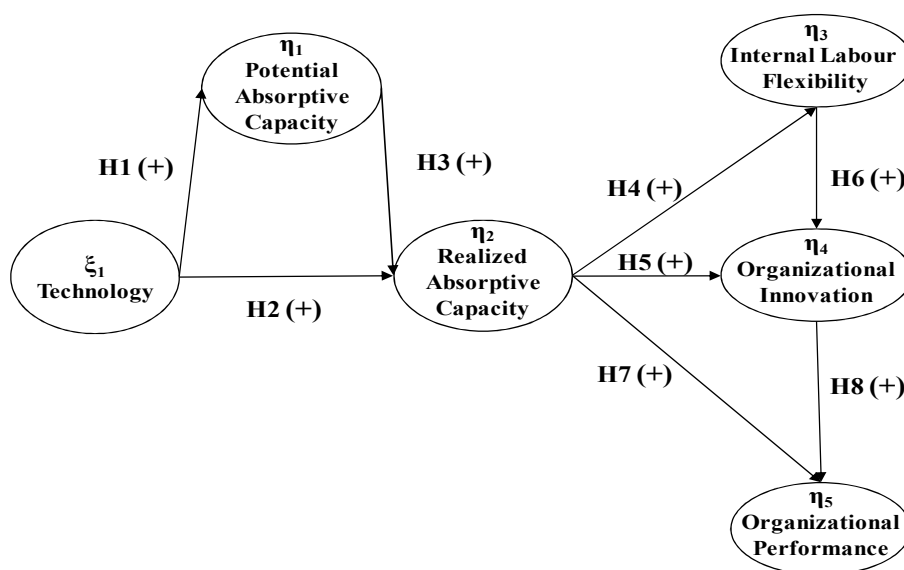 η1
Potential
Absorptive
Capacity
η3
Internal Labour
Flexibility
H1 (+)
H3 (+)
H4 (+)
H6 (+)
ξ1
Technology
H2 (+)
η2
Realized
Absorptive
Capacity
H5 (+)
η4
Organizational
Innovation
H7 (+)
H8 (+)
η5
Organizational
Performance